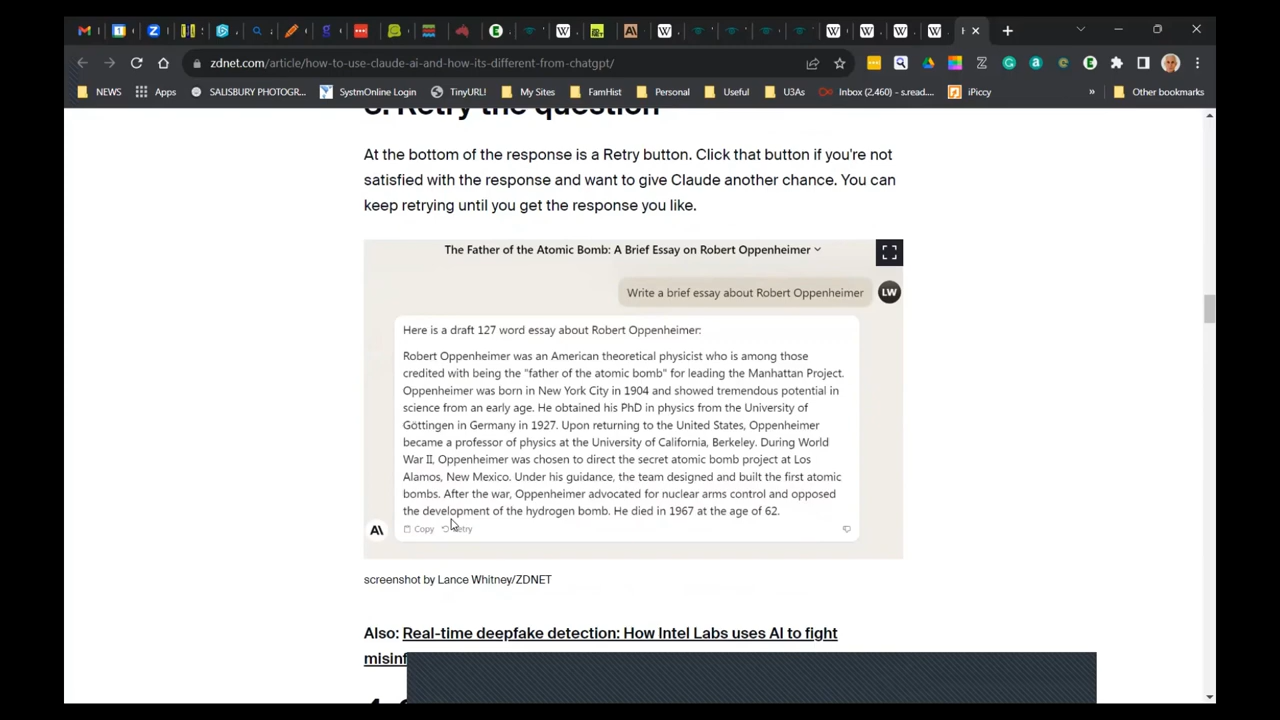 zdnet.com/article/how-to-use-claude-ai-and-how-its-different-from-chatgpt/
NEWS Apps SALISBURY PHOTOGR... SystmOnline Login TinyURL! My Sites FamHist Personal Useful U3As Inbox (2,460) - s.read.... iPiccy » Other bookmarks
Retry the question
At the bottom of the response is a Retry button. Click that button if you're not
satisfied with the response and want to give Claude another chance. You can
keep retrying until you get the response you like.
The Father of the Atomic Bomb: A Brief Essay on Robert Oppenheimer
Write a brief essay about Robert Oppenheimer
LW
Here is a draft 127 word essay about Robert Oppenheimer:
Robert Oppenheimer was an American theoretical physicist who is among those
credited with being the "father of the atomic bomb" for leading the Manhattan Project.
Oppenheimer was born in New York City in 1904 and showed tremendous potential in
science from an early age. He obtained his PhD in physics from the University of
Göttingen in Germany in 1927. Upon returning to the United States, Oppenheimer
became a professor of physics at the University of California, Berkeley. During World
War II, Oppenheimer was chosen to direct the secret atomic bomb project at Los
Alamos, New Mexico. Under his guidance, the team designed and built the first atomic
bombs. After the war, Oppenheimer advocated for nuclear arms control and opposed
the development of the hydrogen bomb. He died in 1967 at the age of 62.
A\
Copy Retry
screenshot by Lance Whitney/ZDNET
Also: Real-time deepfake detection: How Intel Labs uses AI to fight